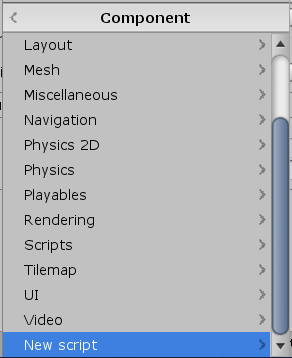 Component
Layout
Mesh
Miscellaneous
Navigation
Physics 2D
Physics
Playables
Rendering
Scripts
Tilemap
UI
Video
New script